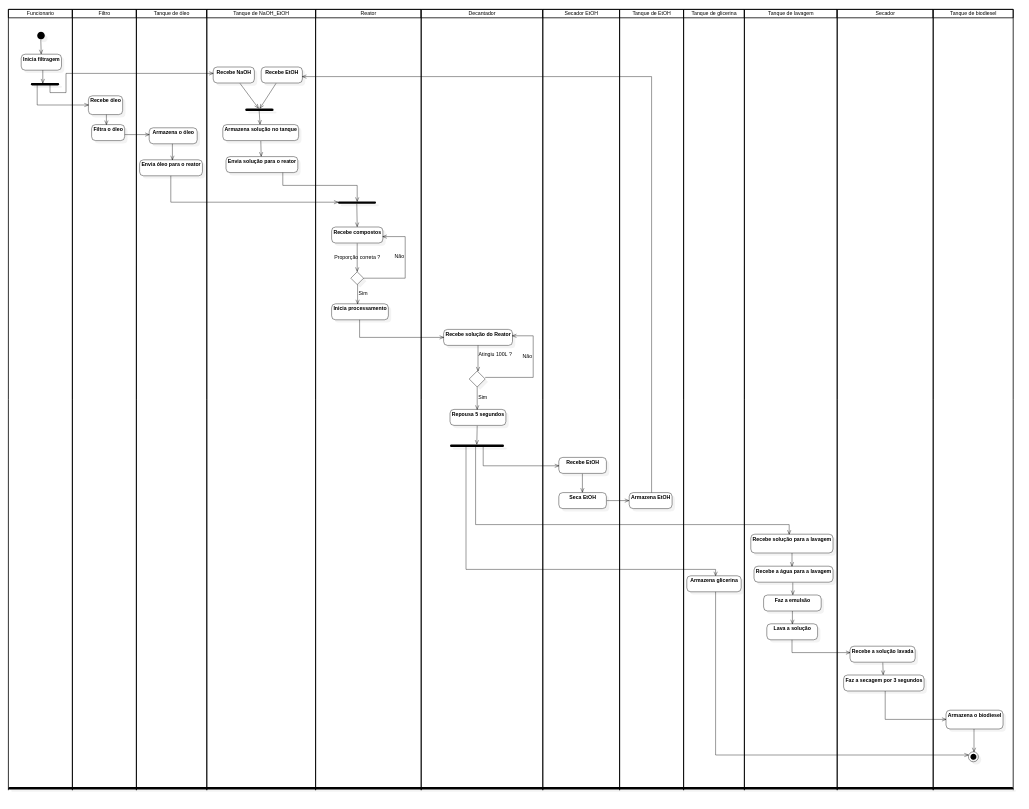 Funcionario
Filtro
Tanque de óleo
Tanque de NaOH_EtOH
Reator
Decantador
Secador EtOH
Tanque de EtOH
Tanque de glicerina
Tanque de lavagem
Secador
Tanque de biodiesel
Inicia filtragem
Recebe NaOH
Recebe EtOH
Recebe óleo
Filtra o óleo
Armazena o óleo
Armazena solução no tanque
Envia óleo para o reator
Envia solução para o reator
Recebe compostos
Proporção correta ?
Não
Sim
Inicia processamento
Recebe solução do Reator
Atingiu 100L ?
Não
Sim
Repousa 5 segundos
Recebe EtOH
Seca EtOH
Armazena EtOH
Recebe solução para a lavagem
Recebe a água para a lavagem
Armazena glicerina
Faz a emulsão
Lava a solução
Recebe a solução lavada
Faz a secagem por 3 segundos
Armazena o biodiesel